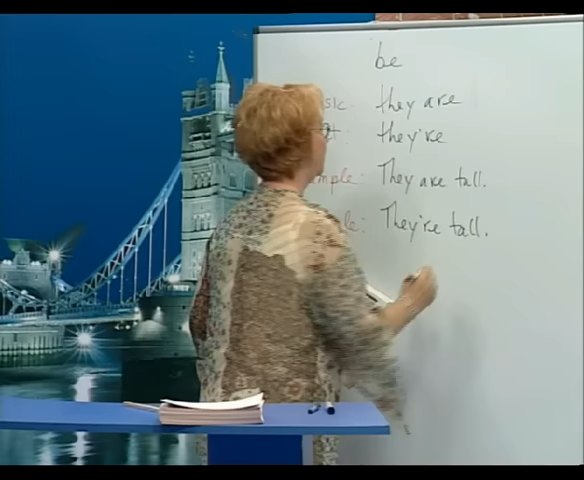 be
they are
they're
They are tall.
They're tall.